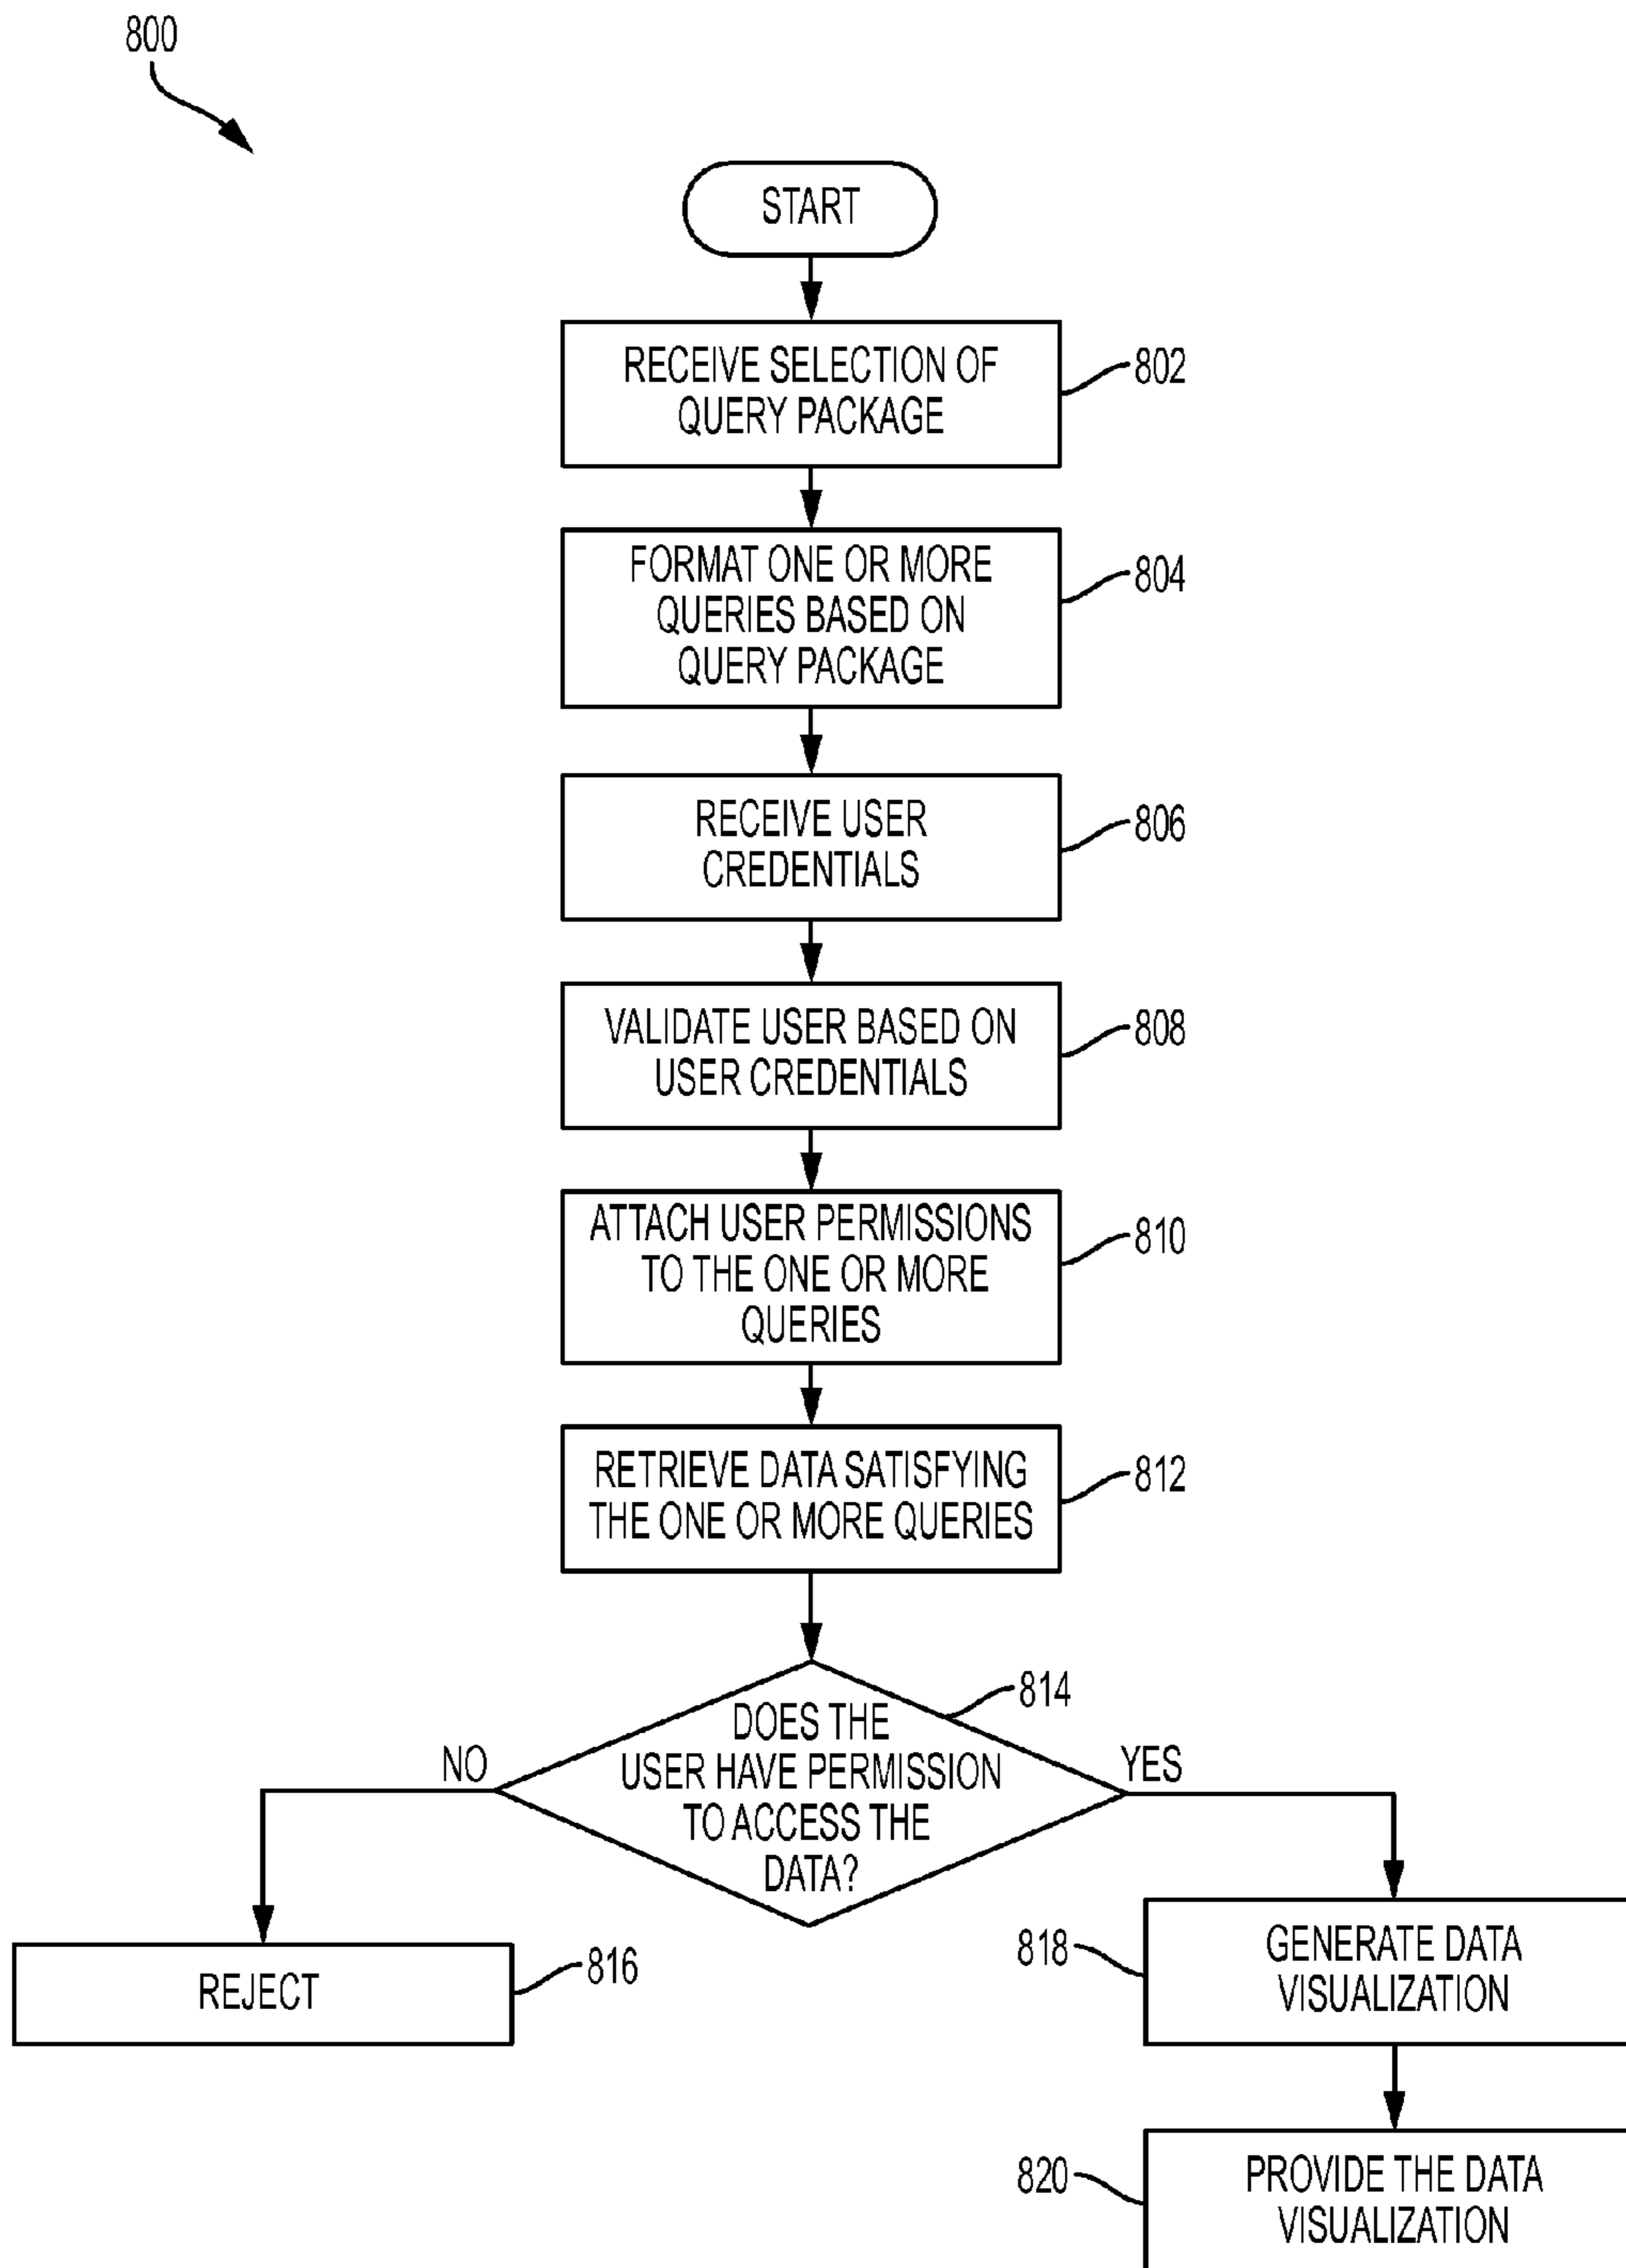 800
START
RECEIVE SELECTION OF
QUERY PACKAGE
802
FORMAT ONE OR MORE
QUERIES BASED ON
QUERY PACKAGE
804
RECEIVE USER
CREDENTIALS
806
VALIDATE USER BASED ON
USER CREDENTIALS
808
ATTACH USER PERMISSIONS
TO THE ONE OR MORE
QUERIES
810
RETRIEVE DATA SATISFYING
THE ONE OR MORE QUERIES
812
DOES THE
USER HAVE PERMISSION
TO ACCESS THE
DATA?
814
NO
YES
REJECT
816
818
GENERATE DATA
VISUALIZATION
820
PROVIDE THE DATA
VISUALIZATION